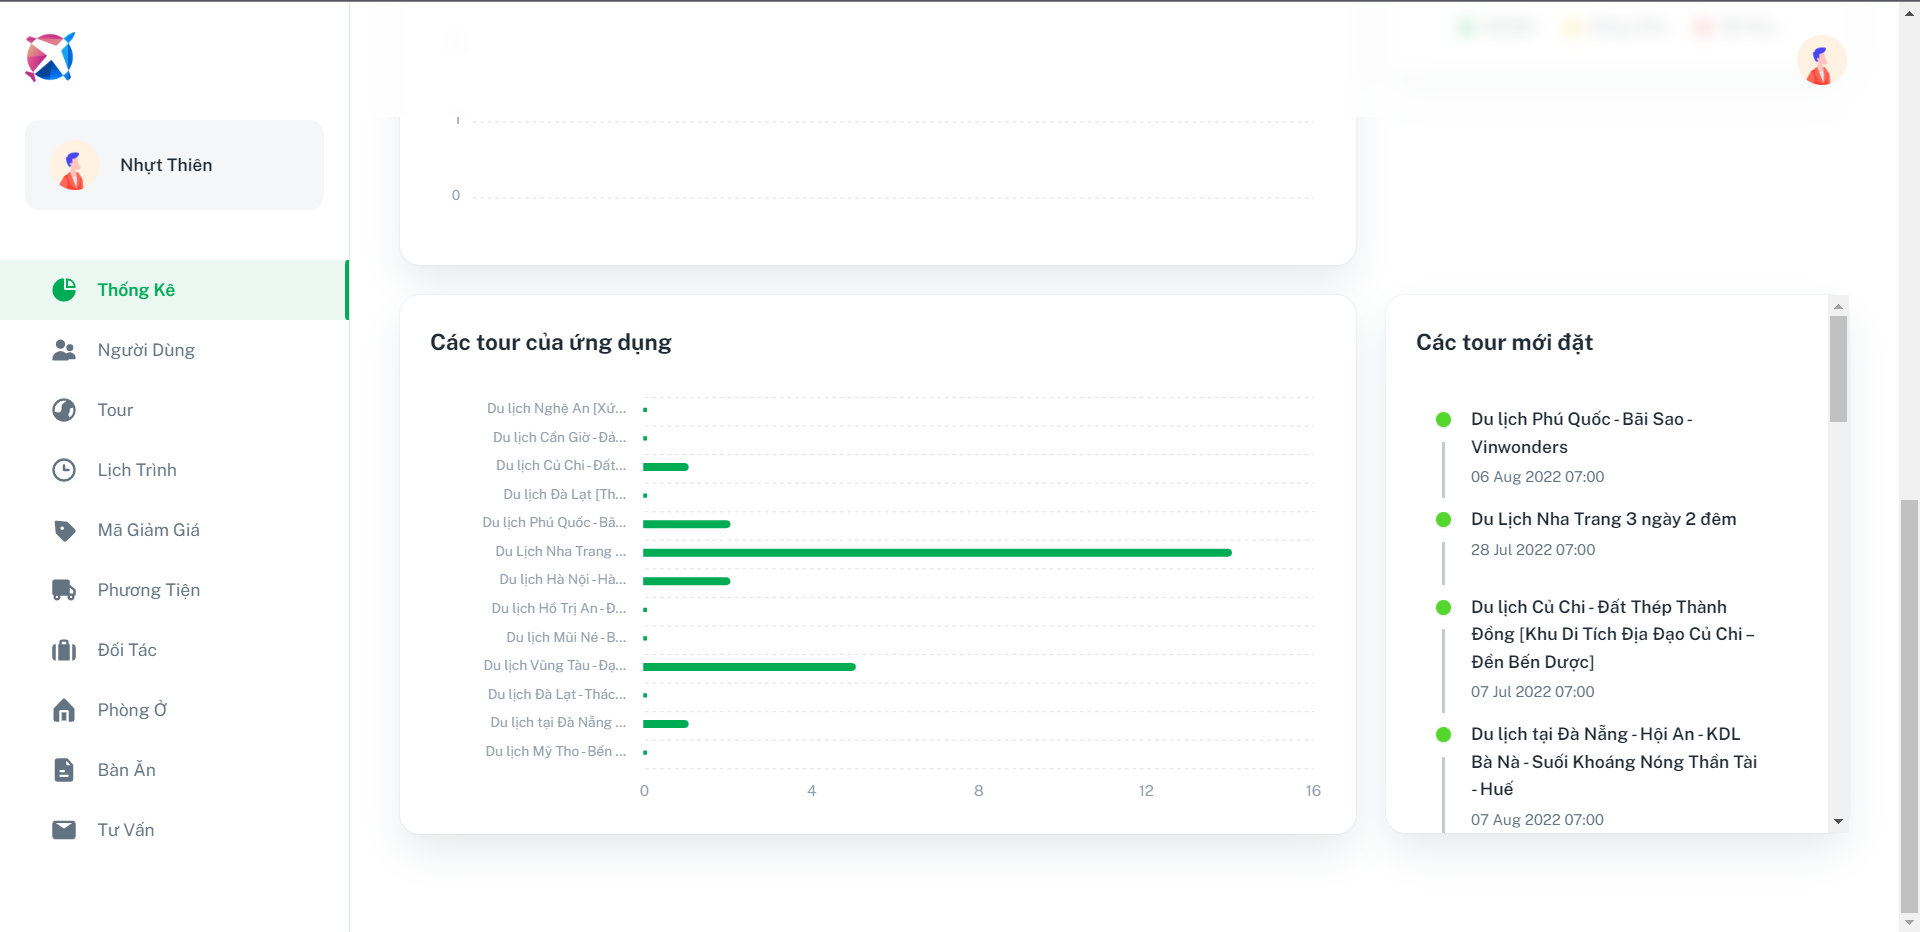 Nhựt Thiên
Thống Kê
Người Dùng
Tour
Lịch Trình
Mã Giảm Giá
Phương Tiện
Đối Tác
Phòng Ở
Bàn Ăn
Tư Vấn
1
0
Các tour của ứng dụng
Du lịch Nghệ An [Xứ...
Du lịch Cần Giờ - Đả...
Du lịch Củ Chi - Đất...
Du lịch Đà Lạt [Th...
Du lịch Phú Quốc - Bã...
Du Lịch Nha Trang ...
Du lịch Hà Nội - Hà...
Du lịch Hồ Trị An - Đ...
Du lịch Mũi Né - B...
Du lịch Vũng Tàu - Đạ...
Du lịch Đà Lạt - Thác...
Du lịch tại Đà Nẵng ...
Du lịch Mỹ Tho - Bến ...
0 4 8 12 16
Các tour mới đặt
Du lịch Phú Quốc - Bãi Sao -
Vinwonders
06 Aug 2022 07:00
Du Lịch Nha Trang 3 ngày 2 đêm
28 Jul 2022 07:00
Du lịch Củ Chi - Đất Thép Thành
Đồng [Khu Di Tích Địa Đạo Củ Chi –
Đền Bến Dược]
07 Jul 2022 07:00
Du lịch tại Đà Nẵng - Hội An - KDL
Bà Nà - Suối Khoáng Nóng Thần Tài
- Huế
07 Aug 2022 07:00